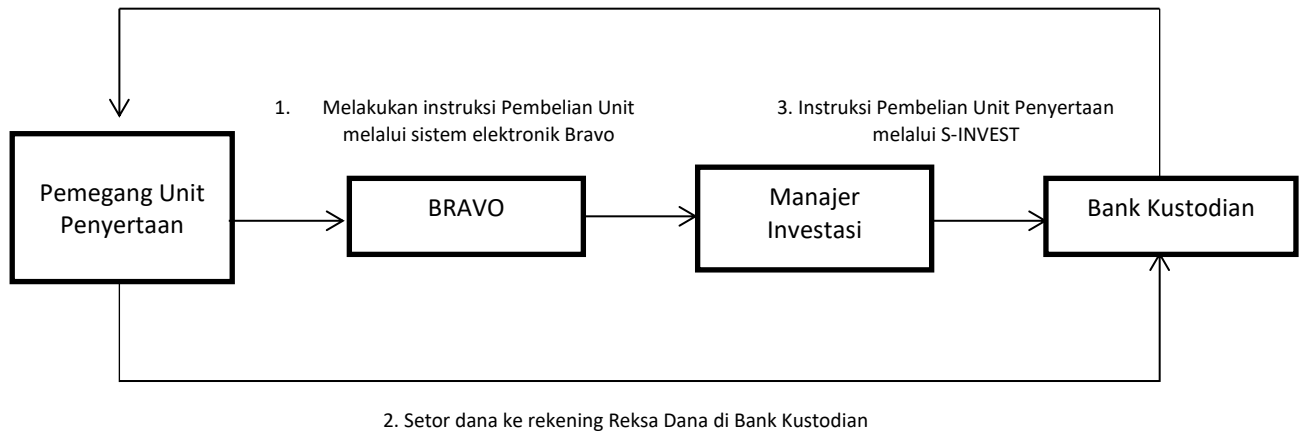 1. Melakukan instruksi Pembelian Unit
melalui sistem elektronik Bravo
3. Instruksi Pembelian Unit Penyertaan
melalui S-INVEST
Pemegang Unit
Penyertaan
BRAVO
Manajer
Investasi
Bank Kustodian
2. Setor dana ke rekening Reksa Dana di Bank Kustodian